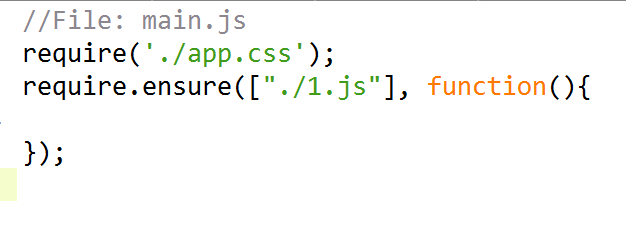 //File: main.js
require('./app.css');
require.ensure(["./1.js"], function(){
});